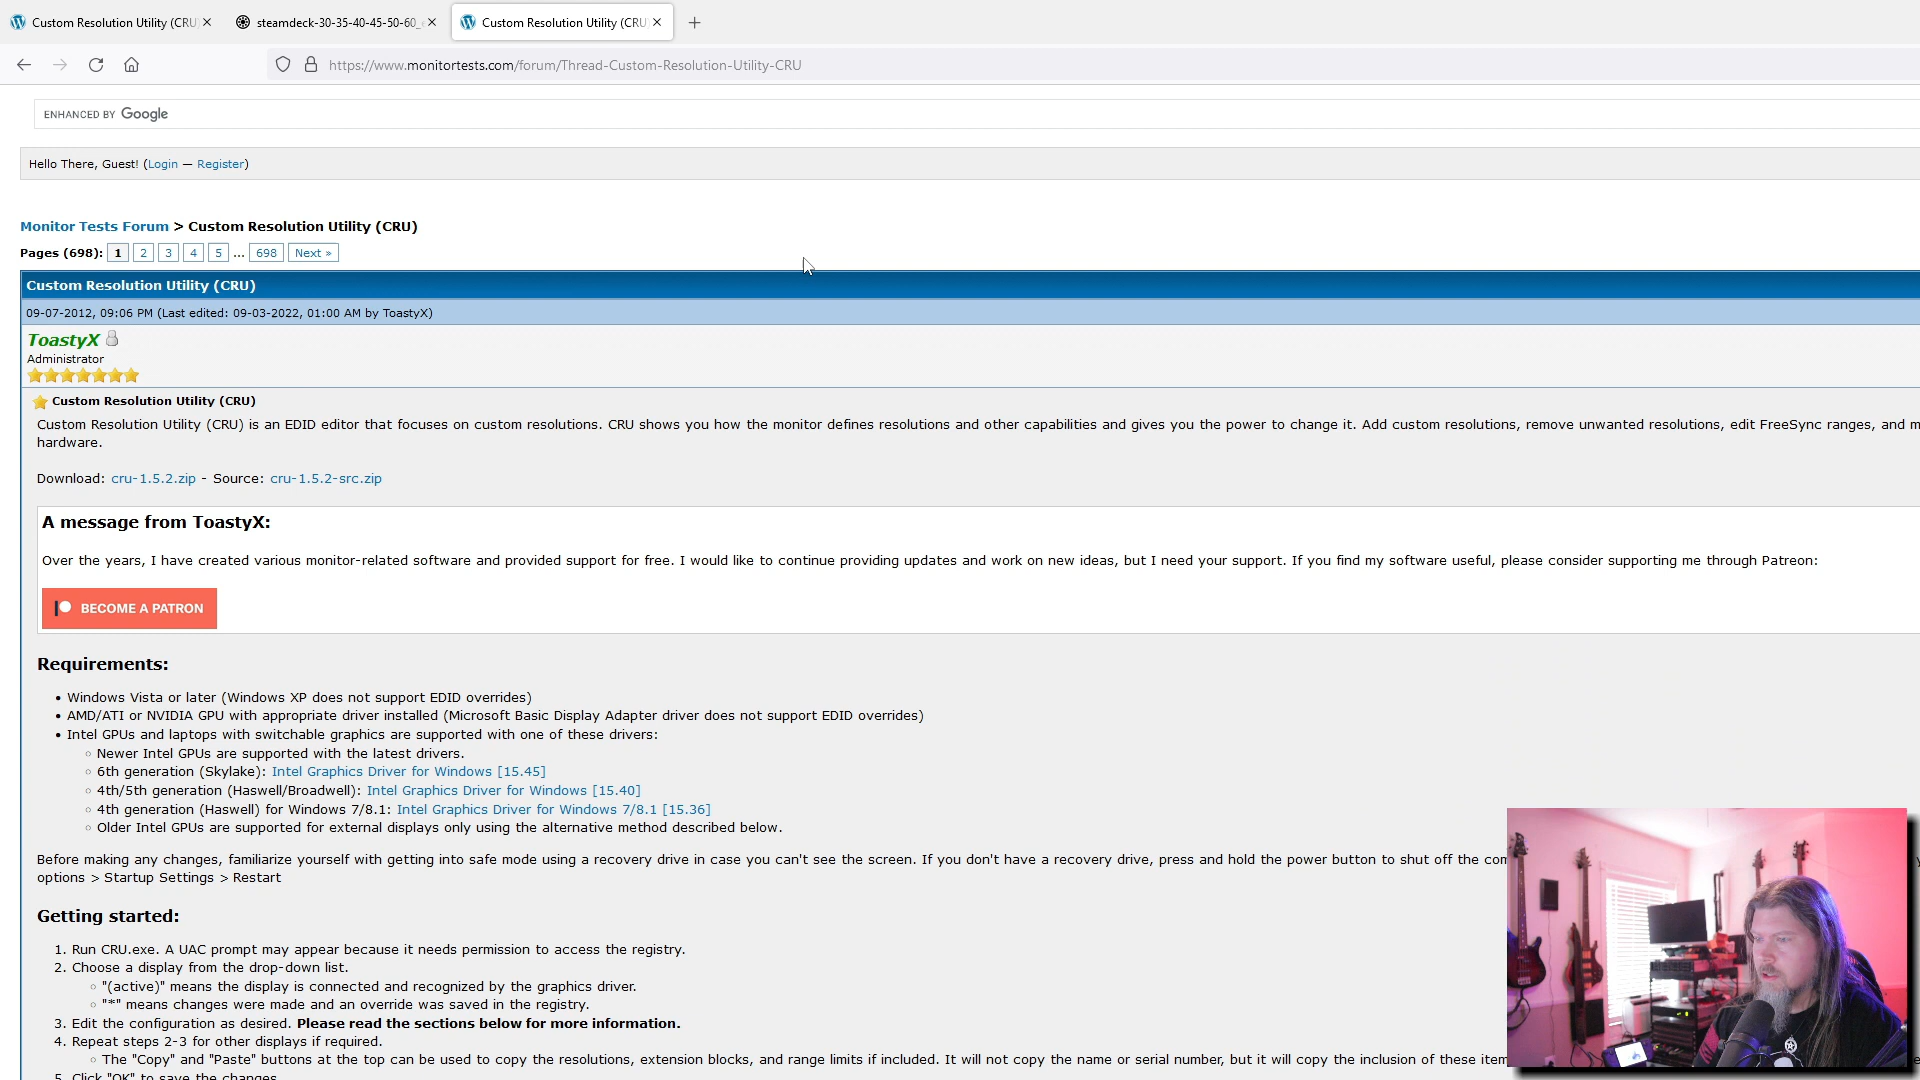 Custom Resolution Utility (CRU
steamdeck-30-35-40-45-50-60_
Custom Resolution Utility (CRU
https://www.monitortests.com/forum/Thread-Custom-Resolution-Utility-CRU
ENHANCED BY Google
Hello There, Guest! (Login — Register)
Monitor Tests Forum > Custom Resolution Utility (CRU)
Pages (698): 1 2 3 4 5 ... 698 Next »
Custom Resolution Utility (CRU)
09-07-2012, 09:06 PM (Last edited: 09-03-2022, 01:00 AM by ToastyX)
ToastyX
Administrator
Custom Resolution Utility (CRU)
Custom Resolution Utility (CRU) is an EDID editor that focuses on custom resolutions. CRU shows you how the monitor defines resolutions and other capabilities and gives you the power to change it. Add custom resolutions, remove unwanted resolutions, edit FreeSync ranges, and m
hardware.
Download: cru-1.5.2.zip - Source: cru-1.5.2-src.zip
A message from ToastyX:
Over the years, I have created various monitor-related software and provided support for free. I would like to continue providing updates and work on new ideas, but I need your support. If you find my software useful, please consider supporting me through Patreon:
BECOME A PATRON
Requirements:
• Windows Vista or later (Windows XP does not support EDID overrides)
• AMD/ATI or NVIDIA GPU with appropriate driver installed (Microsoft Basic Display Adapter driver does not support EDID overrides)
• Intel GPUs and laptops with switchable graphics are supported with one of these drivers:
◦ Newer Intel GPUs are supported with the latest drivers.
◦ 6th generation (Skylake): Intel Graphics Driver for Windows [15.45]
◦ 4th/5th generation (Haswell/Broadwell): Intel Graphics Driver for Windows [15.40]
◦ 4th generation (Haswell) for Windows 7/8.1: Intel Graphics Driver for Windows 7/8.1 [15.36]
◦ Older Intel GPUs are supported for external displays only using the alternative method described below.
Before making any changes, familiarize yourself with getting into safe mode using a recovery drive in case you can't see the screen. If you don't have a recovery drive, press and hold the power button to shut off the com
options > Startup Settings > Restart
Getting started:
1. Run CRU.exe. A UAC prompt may appear because it needs permission to access the registry.
2. Choose a display from the drop-down list.
◦ "(active)" means the display is connected and recognized by the graphics driver.
◦ "*" means changes were made and an override was saved in the registry.
3. Edit the configuration as desired. Please read the sections below for more information.
4. Repeat steps 2-3 for other displays if required.
◦ The "Copy" and "Paste" buttons at the top can be used to copy the resolutions, extension blocks, and range limits if included. It will not copy the name or serial number, but it will copy the inclusion of these item
5. Click "OK" to save the changes.